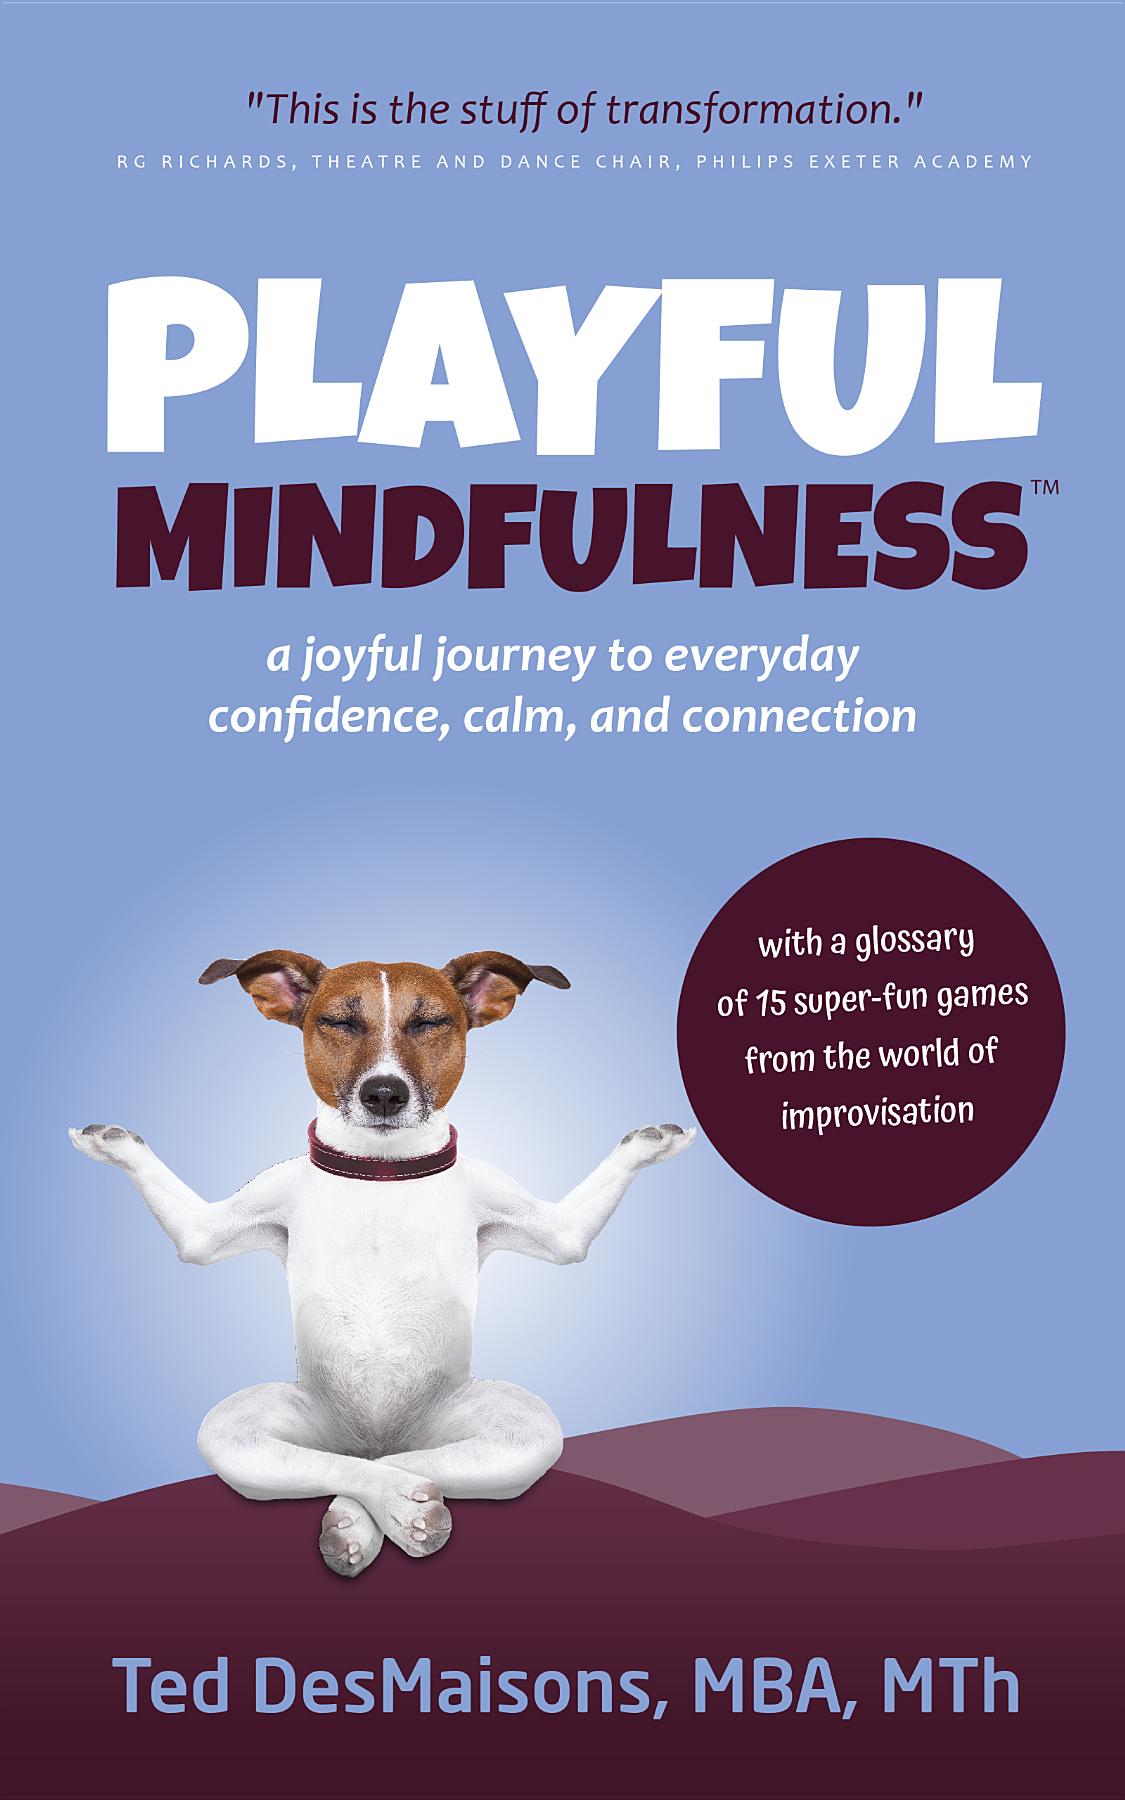 "This is the stuff of transformation."
RG RICHARDS, THEATRE AND DANCE CHAIR, PHILIPS EXETER ACADEMY
PLAYFUL
MINDFULNESS™
a joyful journey to everyday
confidence, calm, and connection
with a glossary
of 15 super-fun games
from the world of
improvisation
Ted DesMaisons, MBA, MTh